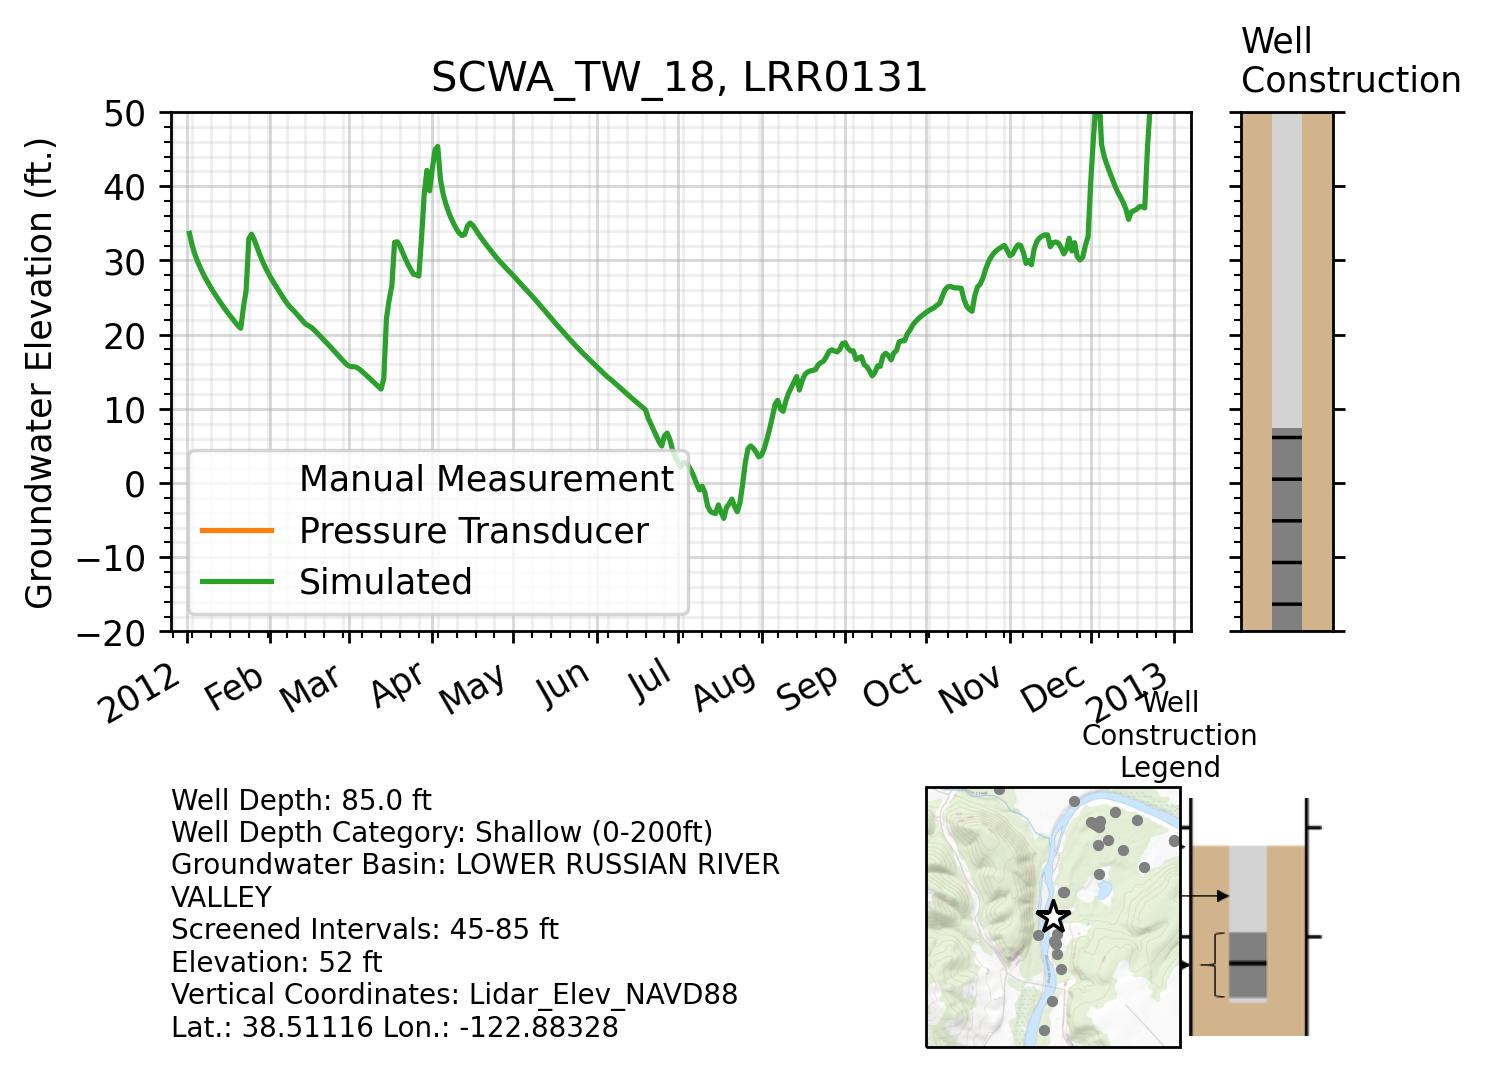 Well
Construction
SCWA_TW_18, LRR0131
Groundwater Elevation (ft.)
50
40
30
20
10
0
−10
−20
Manual Measurement
Pressure Transducer
Simulated
2012
Feb
Mar
Apr
May
Jun
Jul
Aug
Sep
Oct
Nov
Dec
2013
Well
Construction
Legend
Well Depth: 85.0 ft
Well Depth Category: Shallow (0-200ft)
Groundwater Basin: LOWER RUSSIAN RIVER
VALLEY
Screened Intervals: 45-85 ft
Elevation: 52 ft
Vertical Coordinates: Lidar_Elev_NAVD88
Lat.: 38.51116 Lon.: -122.88328